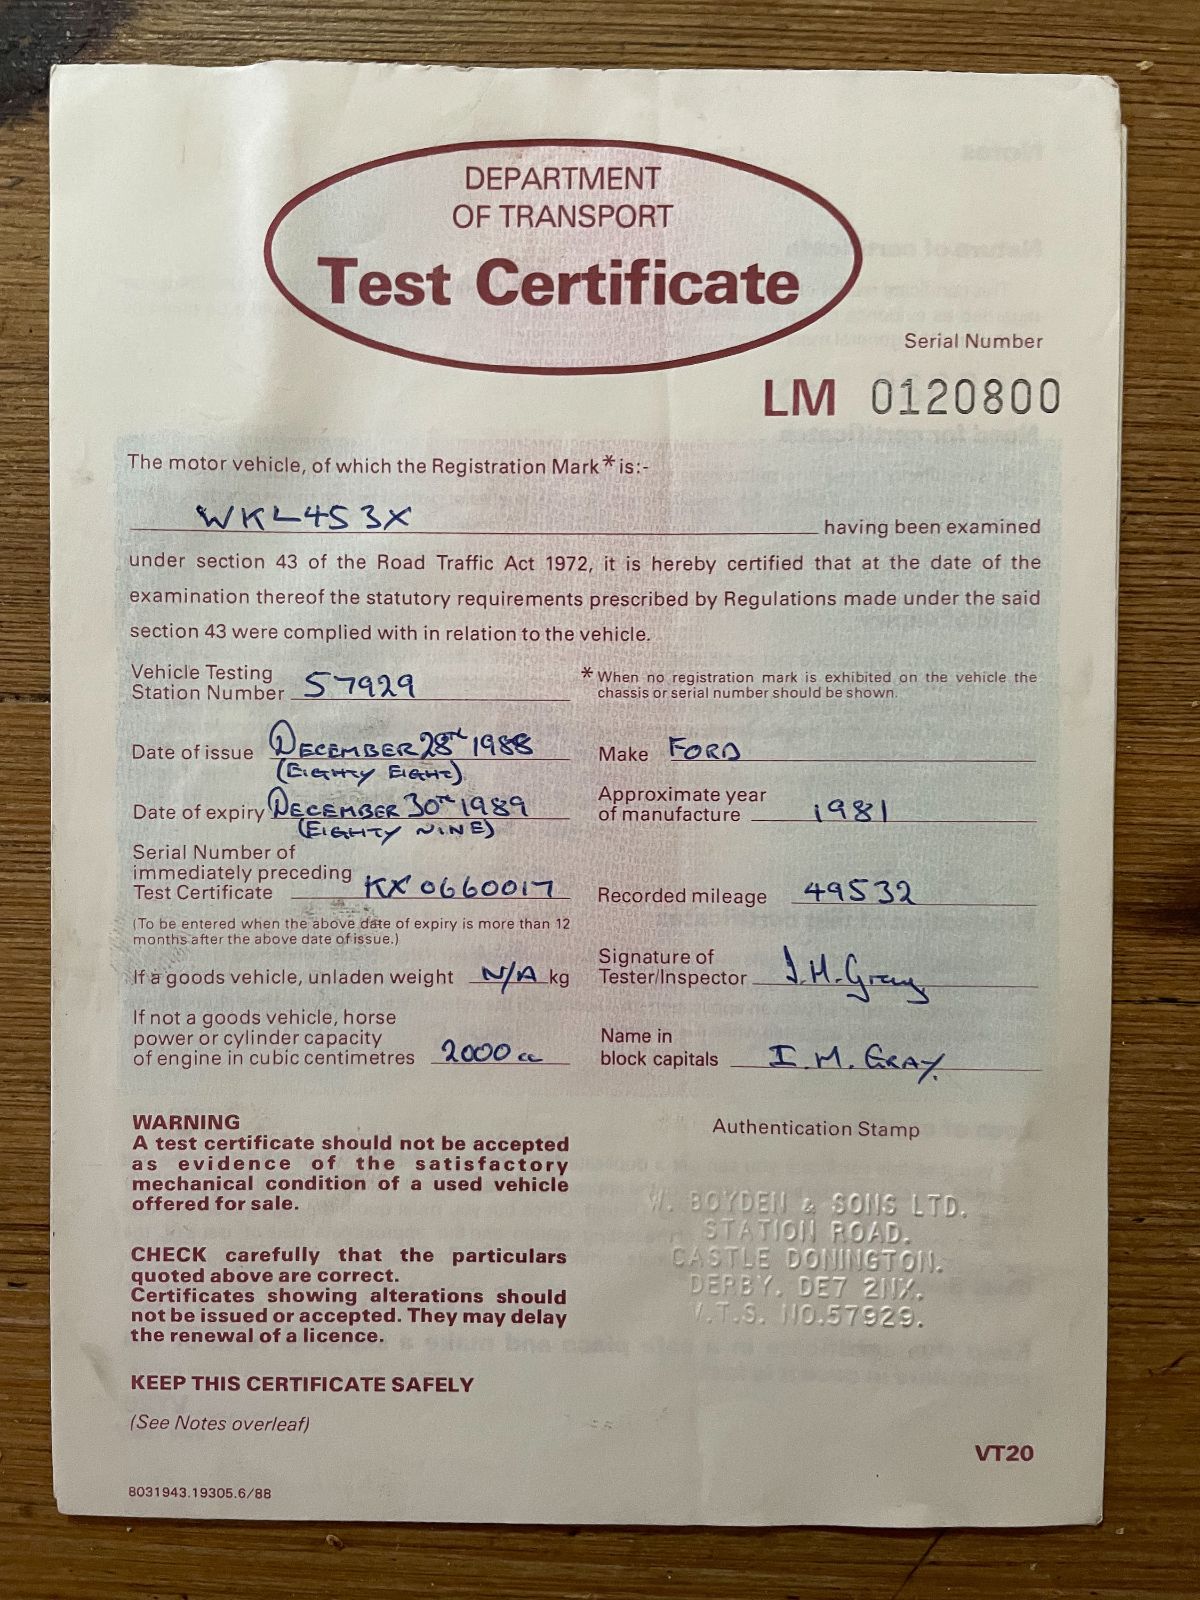 DEPARTMENT
OF TRANSPORT
Test Certificate
Serial Number
LM 0120800
The motor vehicle, of which the Registration Mark* is:-
WKL453X having been examined
under section 43 of the Road Traffic Act 1972, it is hereby certified that at the date of the
examination thereof the statutory requirements prescribed by Regulations made under the said
section 43 were complied with in relation to the vehicle.
Vehicle Testing
Station Number 57929
* When no registration mark is exhibited on the vehicle the
chassis or serial number should be shown.
Date of issue DECEMBER 28TH 1988
(EIGHTY EIGHT)
Make FORD
Date of expiry DECEMBER 30TH 1989
(EIGHTY NINE)
Approximate year
of manufacture 1981
Serial Number of
immediately preceding
Test Certificate KX 0660017
(To be entered when the above date of expiry is more than 12
months after the above date of issue.)
Recorded mileage 49532
If a goods vehicle, unladen weight N/A kg
Signature of
Tester/Inspector I.M. Gray
If not a goods vehicle, horse
power or cylinder capacity
of engine in cubic centimetres 2000cc
Name in
block capitals I. M. GRAY.
WARNING
A test certificate should not be accepted
as evidence of the satisfactory
mechanical condition of a used vehicle
offered for sale.
CHECK carefully that the particulars
quoted above are correct.
Certificates showing alterations should
not be issued or accepted. They may delay
the renewal of a licence.
KEEP THIS CERTIFICATE SAFELY
(See Notes overleaf)
Authentication Stamp
W. BOYDEN & SONS LTD.
STATION ROAD.
CASTLE DONINGTON.
DERBY. DE7 2NX.
V.T.S. NO.57929.
VT20
8031943.19305.6/88